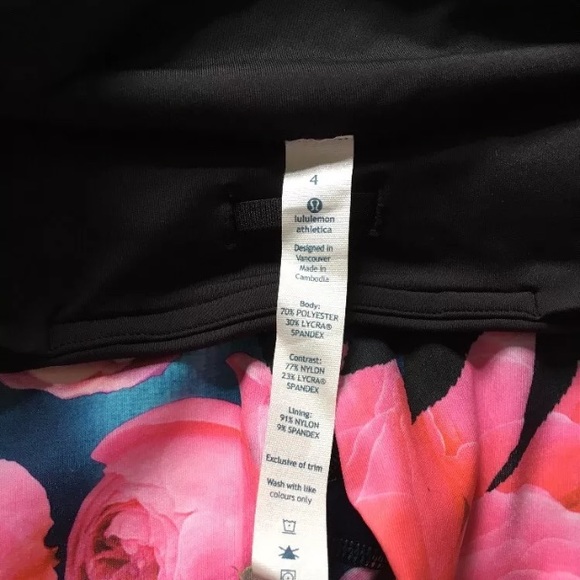 4
lululemon
athletica
Designed in
Vancouver
Made in
Cambodia
Body:
70% POLYESTER
30% LYCRA®
SPANDEX
Contrast:
77% NYLON
23% LYCRA®
SPANDEX
Lining:
91% NYLON
9% SPANDEX
Exclusive of trim
Wash with like
colours only